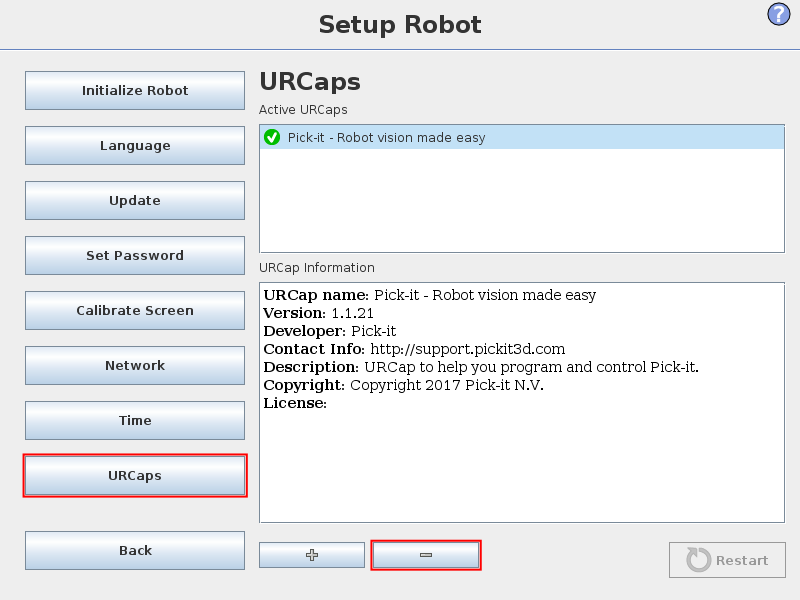 Setup Robot
?
Initialize Robot
Language
Update
Set Password
Calibrate Screen
Network
Time
URCaps
Back
URCaps
Active URCaps
Pick-it - Robot vision made easy
URCap Information
URCap name: Pick-it - Robot vision made easy
Version: 1.1.21
Developer: Pick-it
Contact Info: http://support.pickit3d.com
Description: URCap to help you program and control Pick-it.
Copyright: Copyright 2017 Pick-it N.V.
License:
Restart